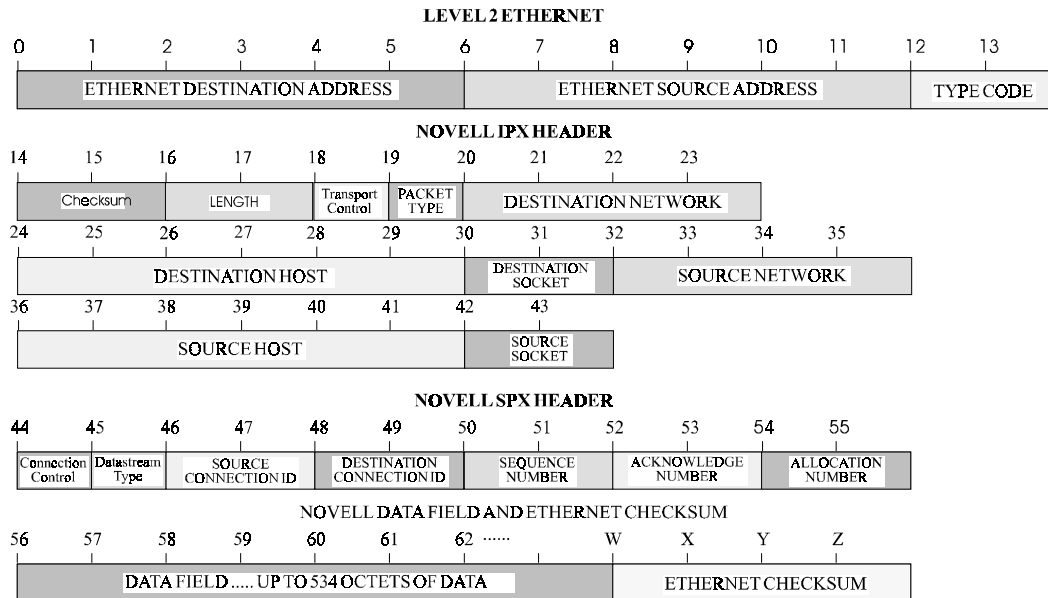 LEVEL 2 ETHERNET
0 1 2 3 4 5 6 7 8 9 10 11 12 13
ETHERNET DESTINATION ADDRESS ETHERNET SOURCE ADDRESS TYPE CODE
NOVELL IPX HEADER
14 15 16 17 18 19 20 21 22 23
Checksum LENGTH Transport Control PACKET TYPE DESTINATION NETWORK
24 25 26 27 28 29 30 31 32 33 34 35
DESTINATION HOST DESTINATION SOCKET SOURCE NETWORK
36 37 38 39 40 41 42 43
SOURCE HOST SOURCE SOCKET
NOVELL SPX HEADER
44 45 46 47 48 49 50 51 52 53 54 55
Connection Control Datastream Type SOURCE CONNECTION ID DESTINATION CONNECTION ID SEQUENCE NUMBER ACKNOWLEDGE NUMBER ALLOCATION NUMBER
NOVELL DATA FIELD AND ETHERNET CHECKSUM
56 57 58 59 60 61 62 ...... W X Y Z
DATA FIELD ..... UP TO 534 OCTETS OF DATA ETHERNET CHECKSUM